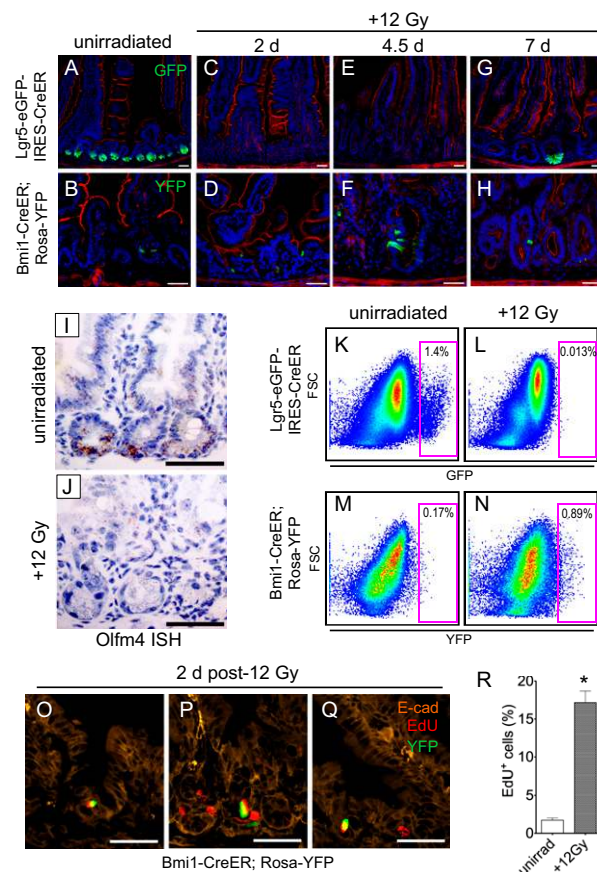 +12 Gy
unirradiated 2 d 4.5 d 7 d
Lgr5-eGFP-
IRES-CreER
A GFP C E G
Bmi1-CreER;
Rosa-YFP
B YFP D F H
unirradiated
I
+12 Gy
J
Olfm4 ISH
unirradiated +12 Gy
Lgr5-eGFP-
IRES-CreER
FSC
K 1.4% L 0.013%
GFP
Bmi1-CreER;
Rosa-YFP
FSC
M 0.17% N 0,89%
YFP
2 d post-12 Gy
O P Q E-cad
EdU
YFP
Bmi1-CreER; Rosa-YFP
R
EdU+ cells (%)
20
15
10
5
0
*
unirrad +12Gy